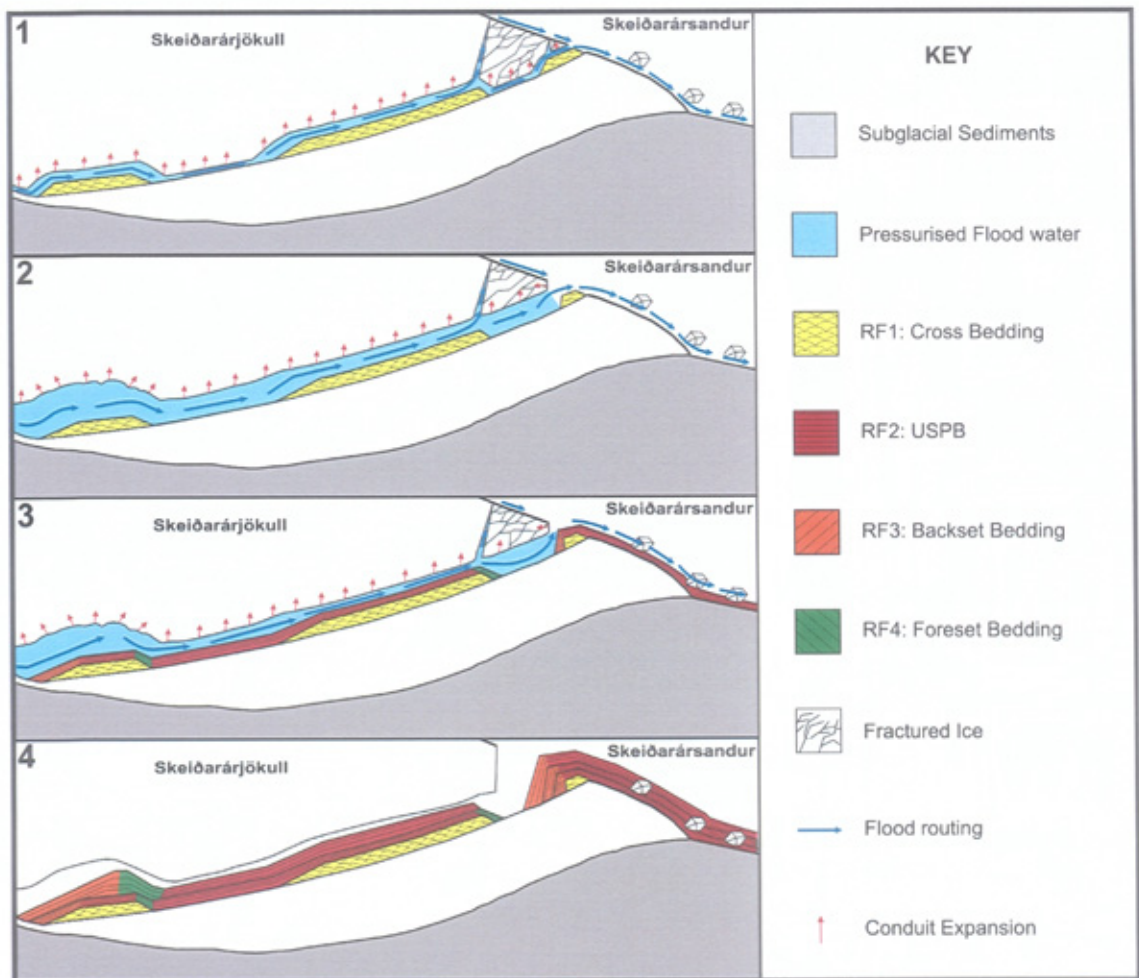 1
Skeiðarárjökull
Skeiðarársandur
2
Skeiðarársandur
3
Skeiðarárjökull
Skeiðarársandur
4
Skeiðarárjökull
Skeiðarársandur
KEY
Subglacial Sediments
Pressurised Flood water
RF1: Cross Bedding
RF2: USPB
RF3: Backset Bedding
RF4: Foreset Bedding
Fractured Ice
Flood routing
Conduit Expansion